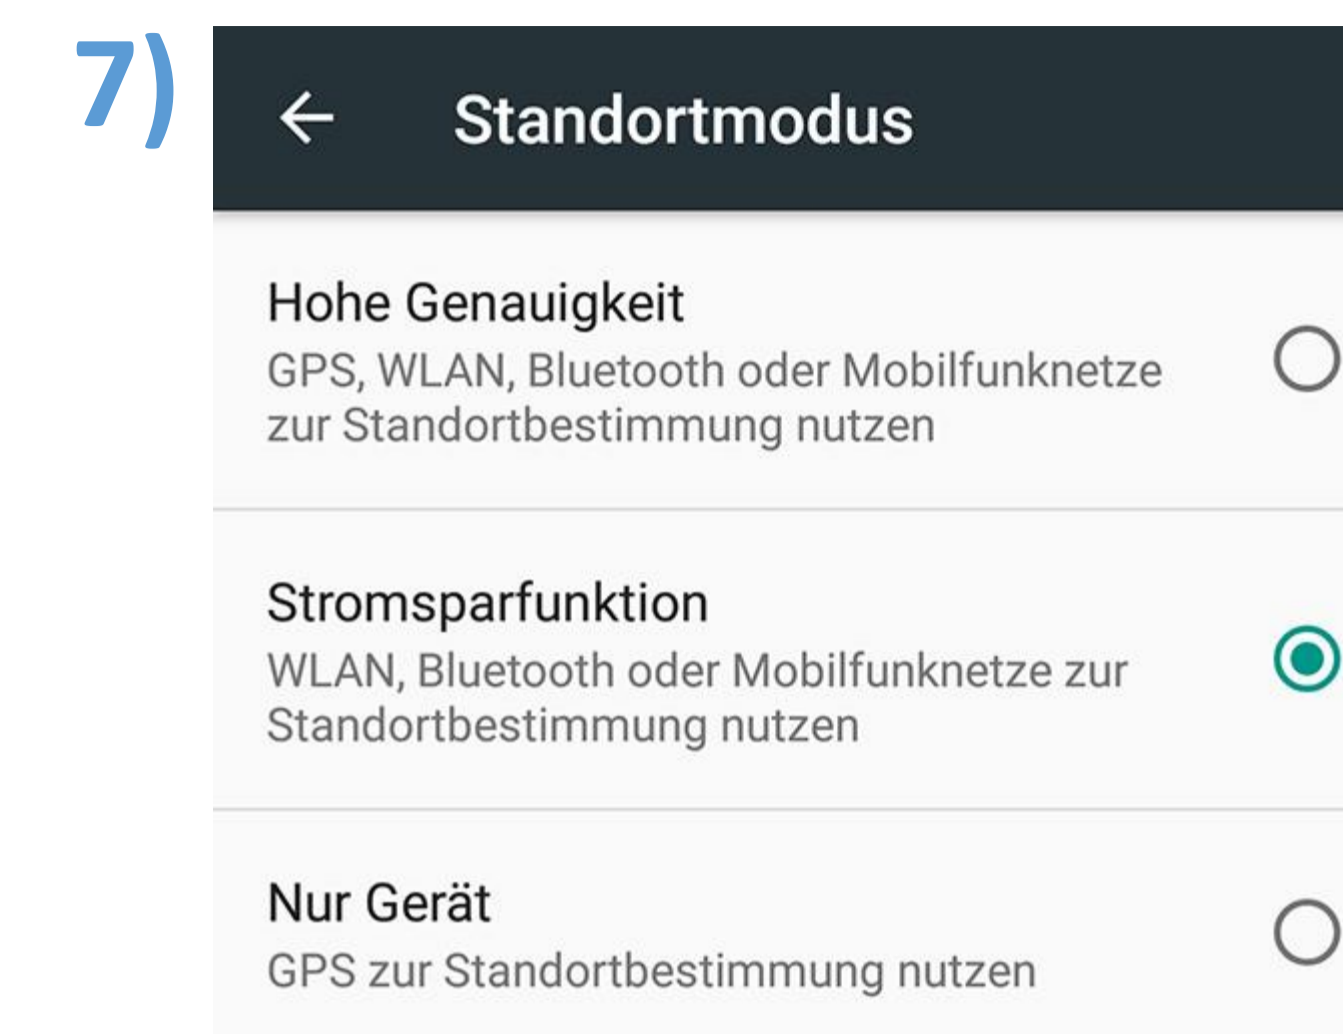 7)
Standortmodus
Hohe Genauigkeit
GPS, WLAN, Bluetooth oder Mobilfunknetze
zur Standortbestimmung nutzen
Stromsparfunktion
WLAN, Bluetooth oder Mobilfunknetze zur
Standortbestimmung nutzen
Nur Gerät
GPS zur Standortbestimmung nutzen